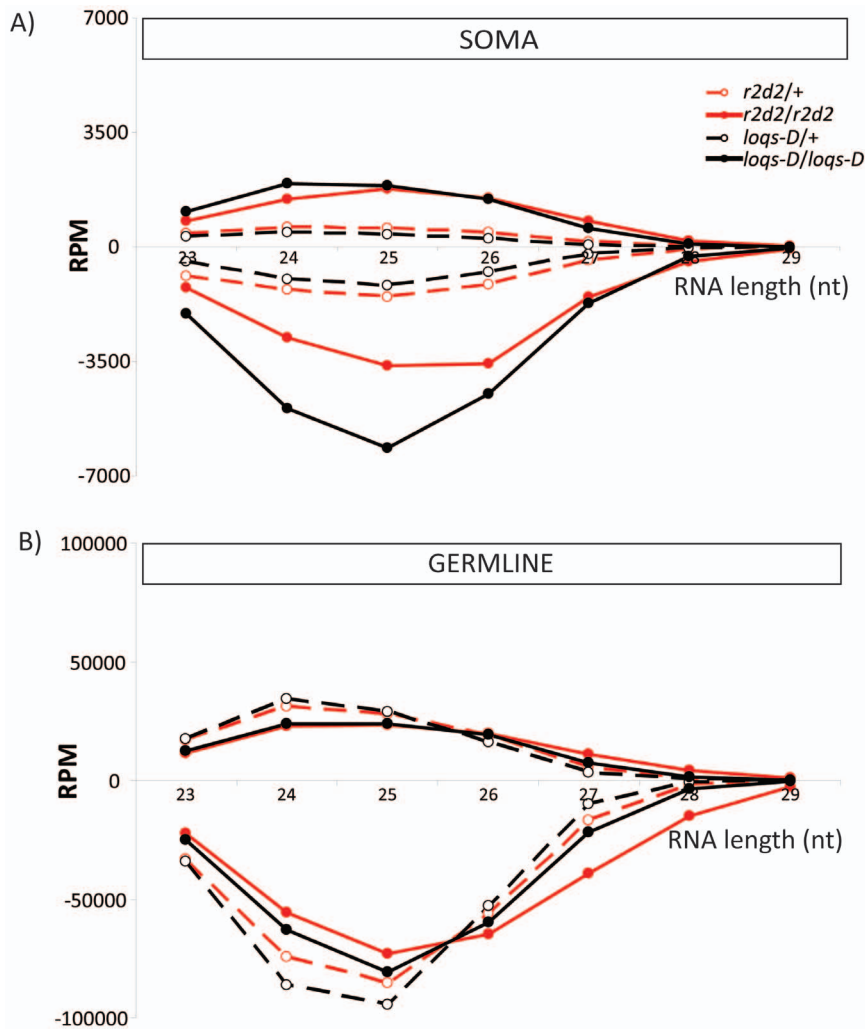 A)
SOMA
7000
3500
0
-3500
-7000
RPM
r2d2/+
r2d2/r2d2
loqs-D/+
loqs-D/loqs-D
23 24 25 26 27 28 29
RNA length (nt)
B)
GERMLINE
100000
50000
0
-50000
-100000
RPM
23 24 25 26 27 28 29
RNA length (nt)